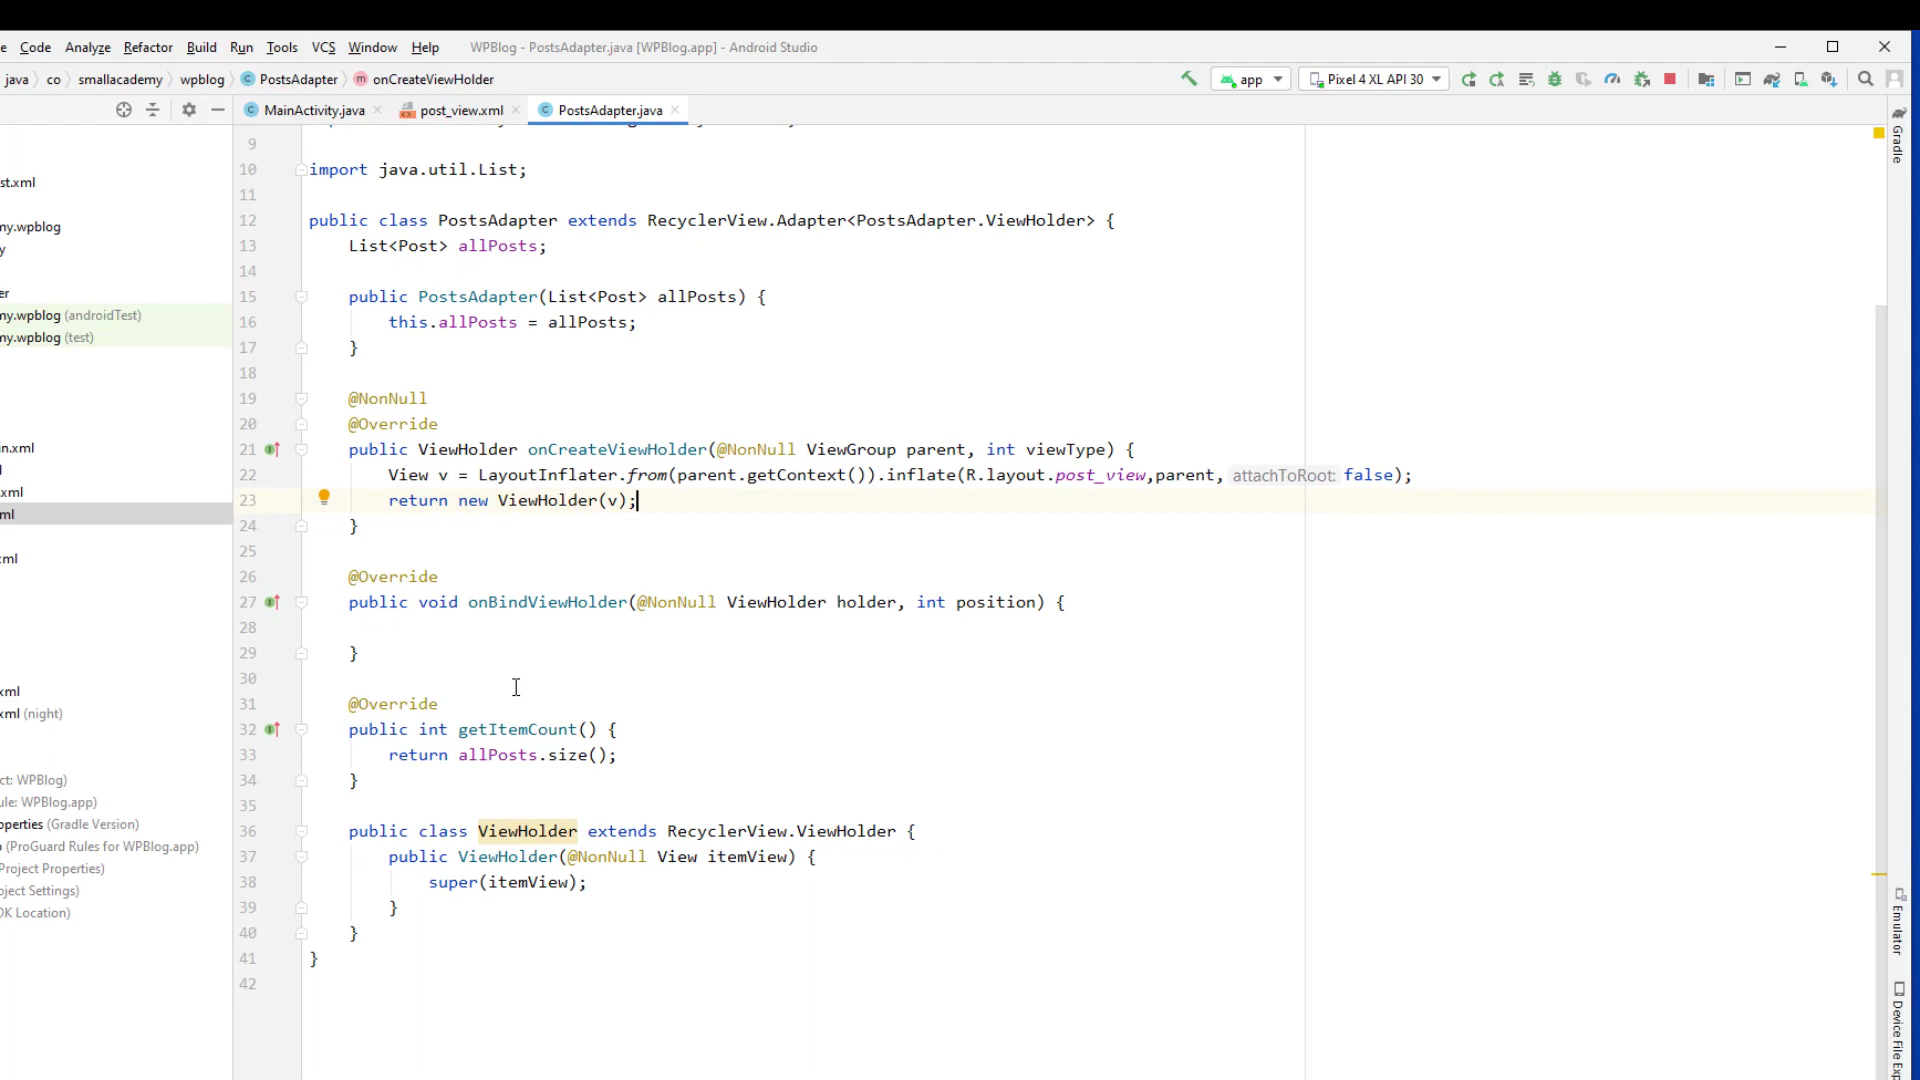 e Code Analyze Refactor Build Run Tools VCS Window Help WPBlog - PostsAdapter.java [WPBlog.app] - Android Studio
java co smallacademy wpblog PostsAdapter onCreateViewHolder app Pixel 4 XL API 30
MainActivity.java post_view.xml PostsAdapter.java
9
10 import java.util.List;
11
12 public class PostsAdapter extends RecyclerView.Adapter<PostsAdapter.ViewHolder> {
13 List<Post> allPosts;
14
15 public PostsAdapter(List<Post> allPosts) {
16 this.allPosts = allPosts;
17 }
18
19 @NonNull
20 @Override
21 public ViewHolder onCreateViewHolder(@NonNull ViewGroup parent, int viewType) {
22 View v = LayoutInflater.from(parent.getContext()).inflate(R.layout.post_view,parent, attachToRoot: false);
23 return new ViewHolder(v);
24 }
25
26 @Override
27 public void onBindViewHolder(@NonNull ViewHolder holder, int position) {
28
29 }
30
31 @Override
32 public int getItemCount() {
33 return allPosts.size();
34 }
35
36 public class ViewHolder extends RecyclerView.ViewHolder {
37 public ViewHolder(@NonNull View itemView) {
38 super(itemView);
39 }
40 }
41 }
42
st.xml
my.wpblog
y
er
my.wpblog (androidTest)
my.wpblog (test)
in.xml
l
.xml
ml
xml
xml
xml (night)
ct: WPBlog)
ule: WPBlog.app)
operties (Gradle Version)
o (ProGuard Rules for WPBlog.app)
Project Properties)
oject Settings)
DK Location)
Gradle
Emulator
Device File Exp